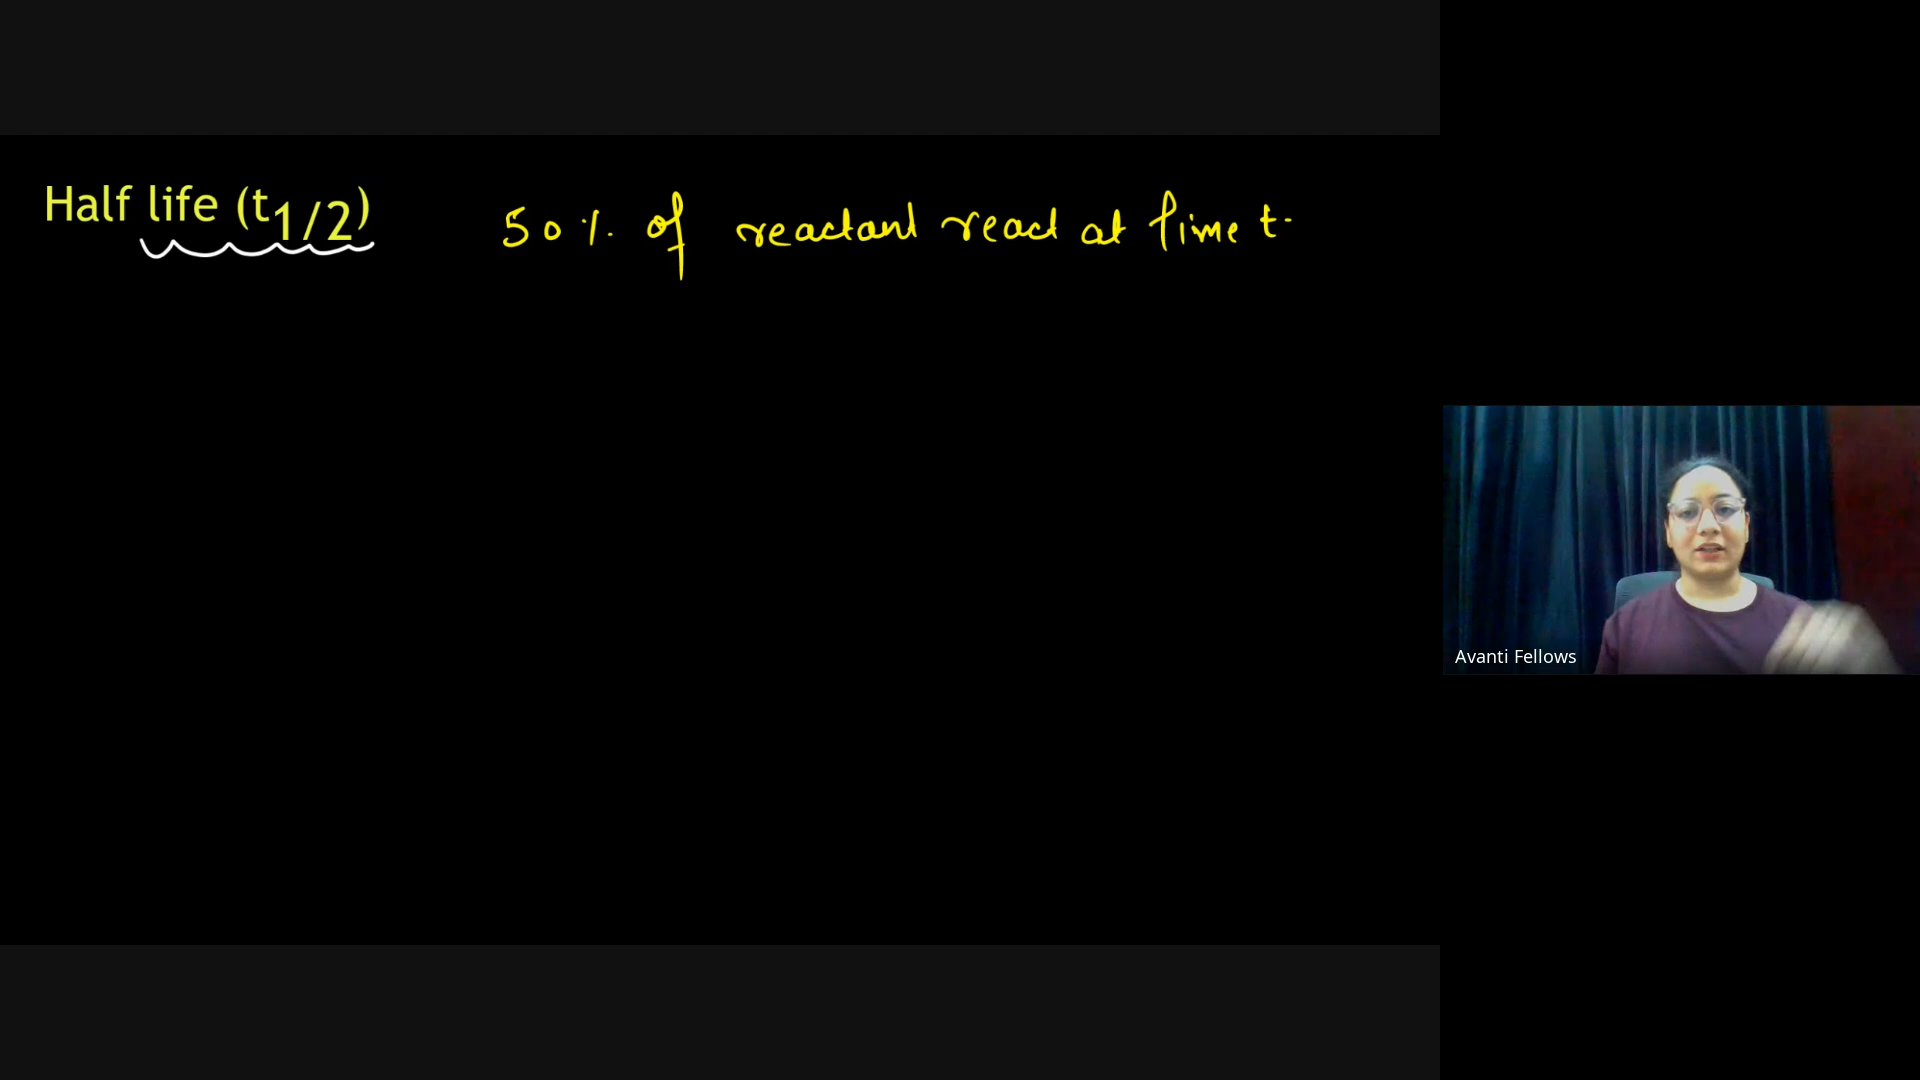 Half life (t1/2) 50% of reactant react at time t.
Avanti Fellows